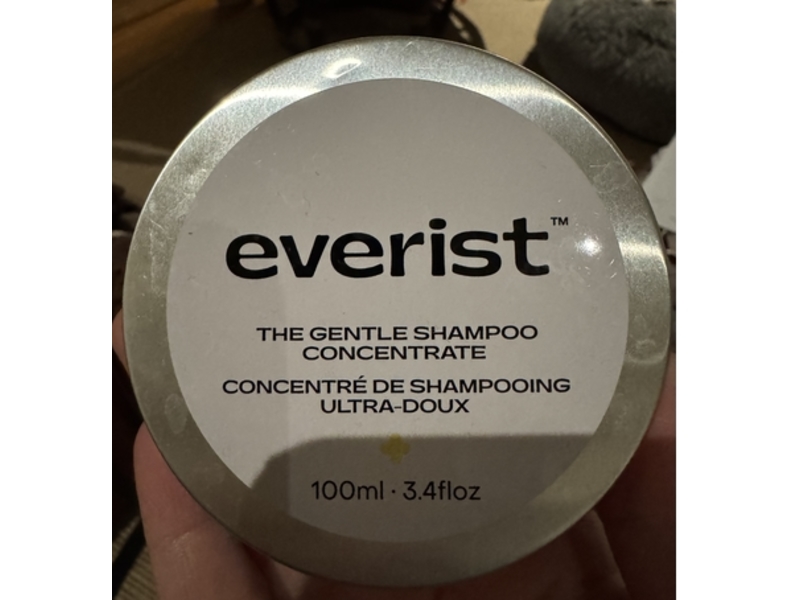 everist™
THE GENTLE SHAMPOO
CONCENTRATE
CONCENTRÉ DE SHAMPOOING
ULTRA-DOUX
100ml · 3.4floz